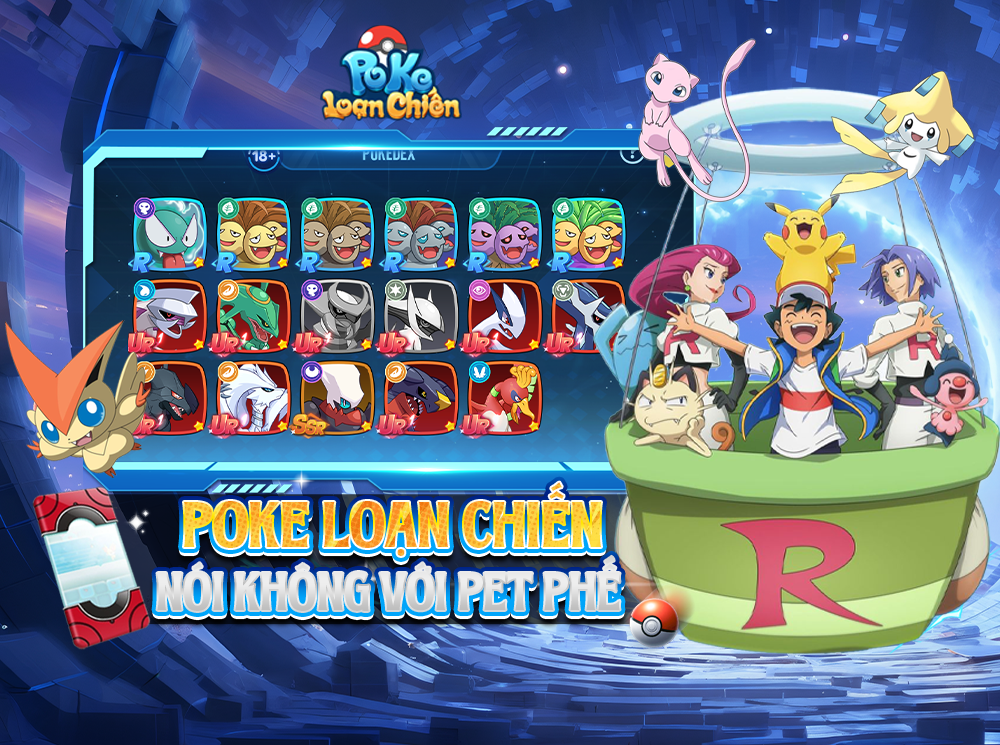 PoKe
Loạn Chiến
18+
POKEDEX
?
R R R R R
UR UR UR UR UR UR
UR UR SSR UR UR
R
R
R
POKE LOẠN CHIẾN
NÓI KHÔNG VỚI PET PHẾ